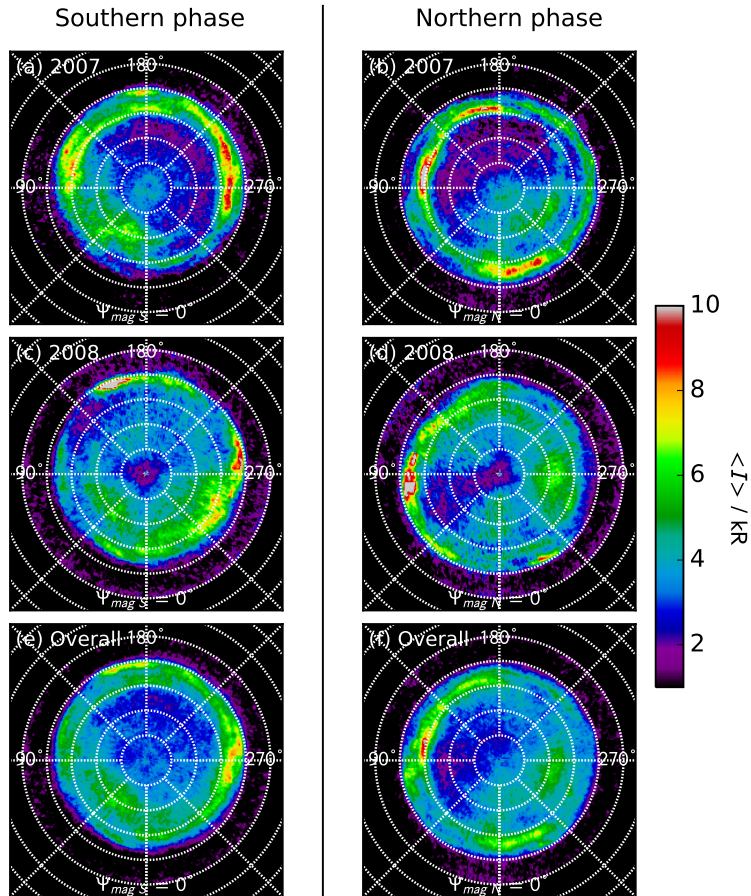 Southern phase Northern phase
(a) 2007 180° (b) 2007 180°
90° 270° 90° 270°
Ψmag S = 0° Ψmag N = 0°
10
(c) 2008 180° (d) 2008 180°
8
90° 270° 90° 270°
6
<I> / kR
4
Ψmag S = 0° Ψmag N = 0°
(e) Overall 180° (f) Overall 180°
2
90° 270° 90° 270°
Ψmag S = 0° Ψmag N = 0°